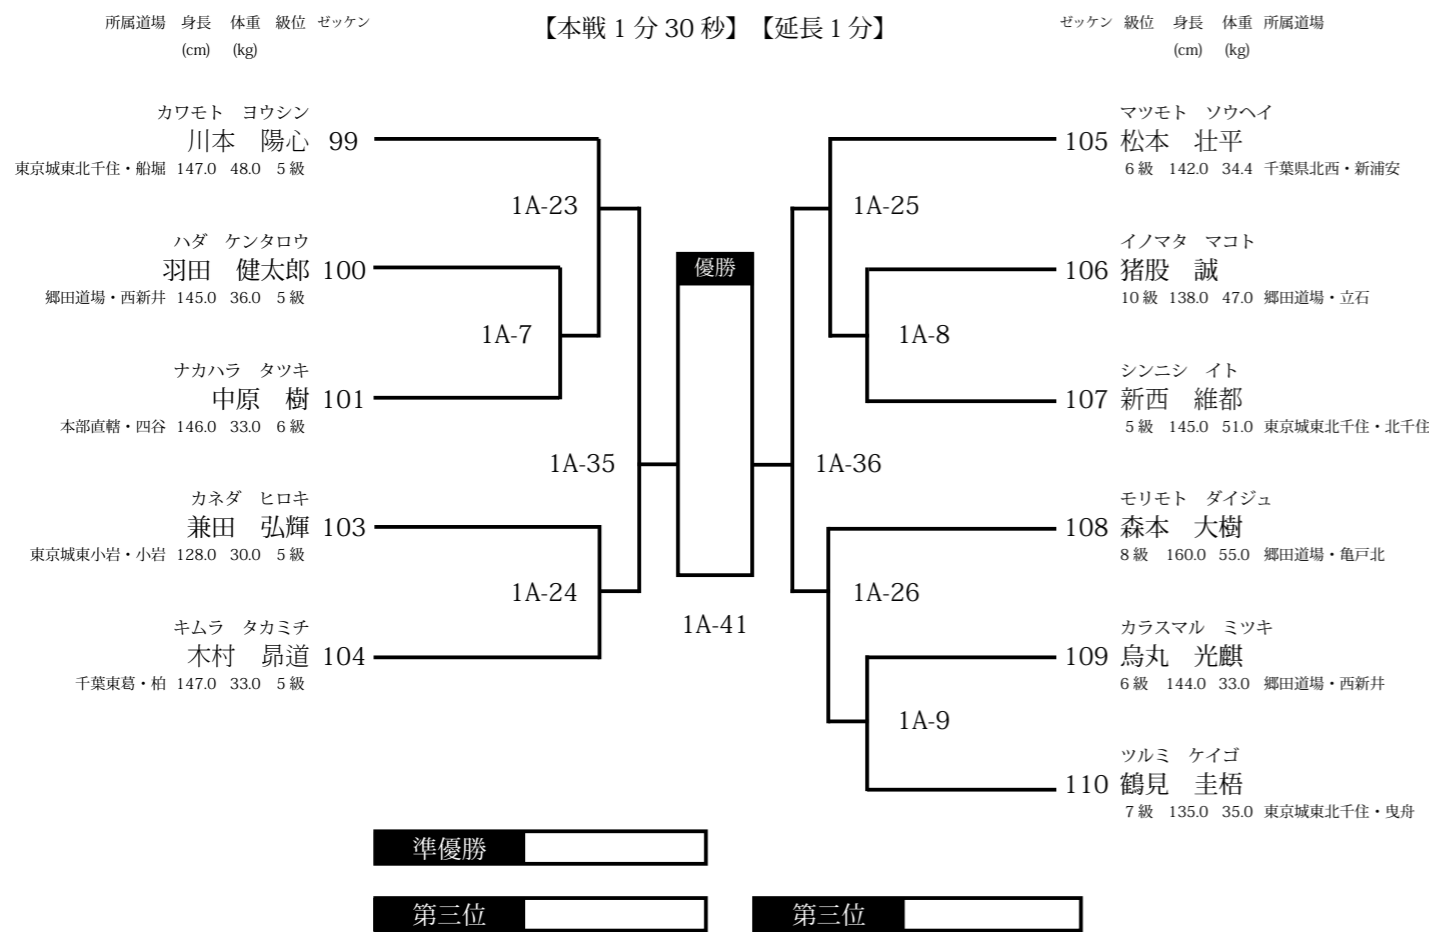 所属道場 身長 体重 級位 ゼッケン
(cm) (kg)
【本戦1分30秒】【延長1分】
ゼッケン 級位 身長 体重 所属道場
(cm) (kg)
カワモト ヨウシン
川本 陽心 99
東京城東北千住・船堀 147.0 48.0 5級
1A-23
ハダ ケンタロウ
羽田 健太郎 100
郷田道場・西新井 145.0 36.0 5級
1A-7
ナカハラ タツキ
中原 樹 101
本部直轄・四谷 146.0 33.0 6級
1A-35
カネダ ヒロキ
兼田 弘輝 103
東京城東小岩・小岩 128.0 30.0 5級
1A-24
キムラ タカミチ
木村 昴道 104
千葉東葛・柏 147.0 33.0 5級
優勝
1A-41
マツモト ソウヘイ
105 松本 壮平
6級 142.0 34.4 千葉県北西・新浦安
1A-25
イノマタ マコト
106 猪股 誠
10級 138.0 47.0 郷田道場・立石
1A-8
シンニシ イト
107 新西 維都
5級 145.0 51.0 東京城東北千住・北千住
1A-36
モリモト ダイジュ
108 森本 大樹
8級 160.0 55.0 郷田道場・亀戸北
1A-26
カラスマル ミツキ
109 烏丸 光麒
6級 144.0 33.0 郷田道場・西新井
1A-9
ツルミ ケイゴ
110 鶴見 圭梧
7級 135.0 35.0 東京城東北千住・曳舟
準優勝
第三位
第三位